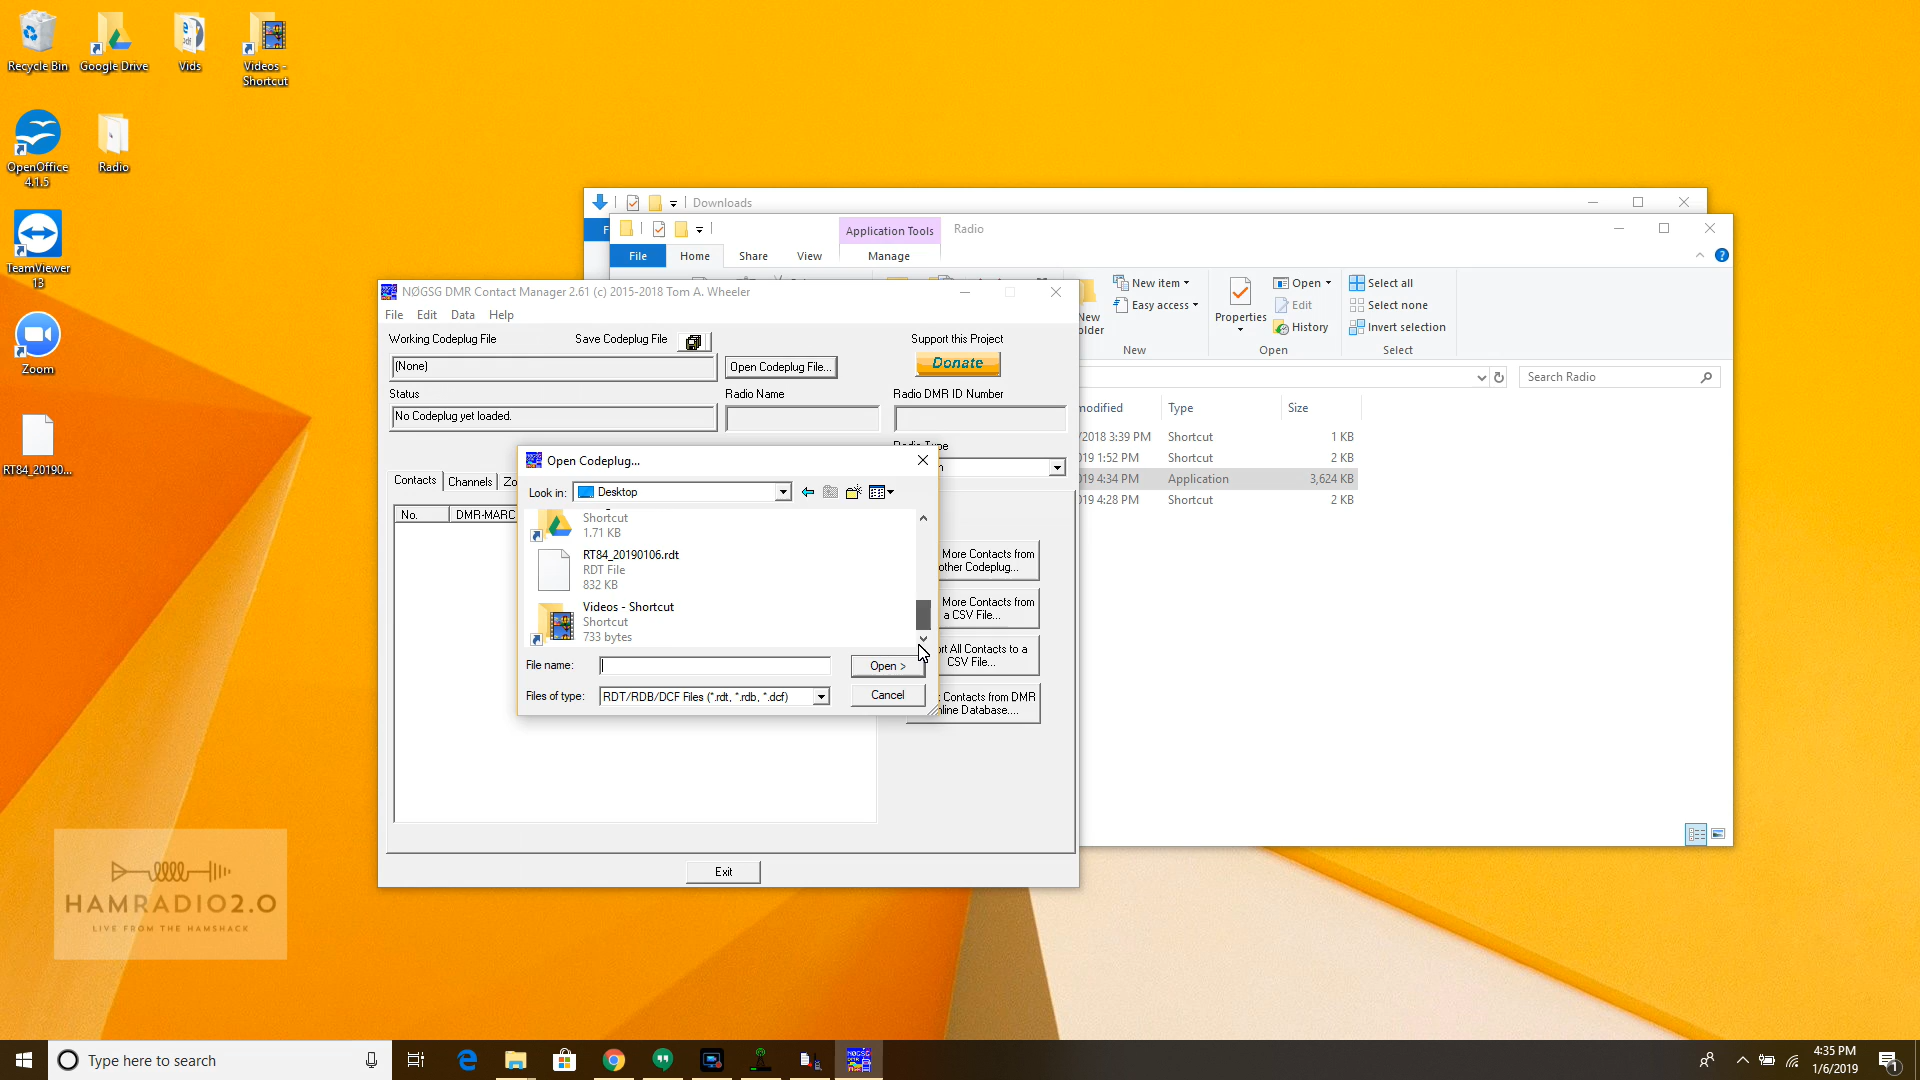 Recycle Bin
Google Drive
Vids
Videos -
Shortcut
OpenOffice
4.1.5
Radio
TeamViewer
13
Zoom
RT84_20190...
Downloads
Application Tools
Radio
File
Home
Share
View
Manage
New item
Easy access
New
Properties
Open
Edit
History
Open
Select all
Select none
Invert selection
Select
Search Radio
Type
Size
/2018 3:39 PM
Shortcut
1 KB
019 1:52 PM
Shortcut
2 KB
019 4:34 PM
Application
3,624 KB
019 4:28 PM
Shortcut
2 KB
NØGSG DMR Contact Manager 2.61 (c) 2015-2018 Tom A. Wheeler
File
Edit
Data
Help
Working Codeplug File
Save Codeplug File
(None)
Open Codeplug File...
Support this Project
Donate
Status
No Codeplug yet loaded.
Radio Name
Radio DMR ID Number
Radio Type
Contacts
Channels
Zo
No.
DMR-MARC
More Contacts from
other Codeplug...
More Contacts from
a CSV File...
All Contacts to a
CSV File...
Contacts from DMR
Database....
Exit
Open Codeplug...
Look in:
Desktop
Shortcut
1.71 KB
RT84_20190106.rdt
RDT File
832 KB
Videos - Shortcut
Shortcut
733 bytes
File name:
Open >
Files of type:
RDT/RDB/DCF Files (*.rdt, *.rdb, *.dcf)
Cancel
HAMRADIO2.0
LIVE FROM THE HAMSHACK
Type here to search
4:35 PM
1/6/2019
1